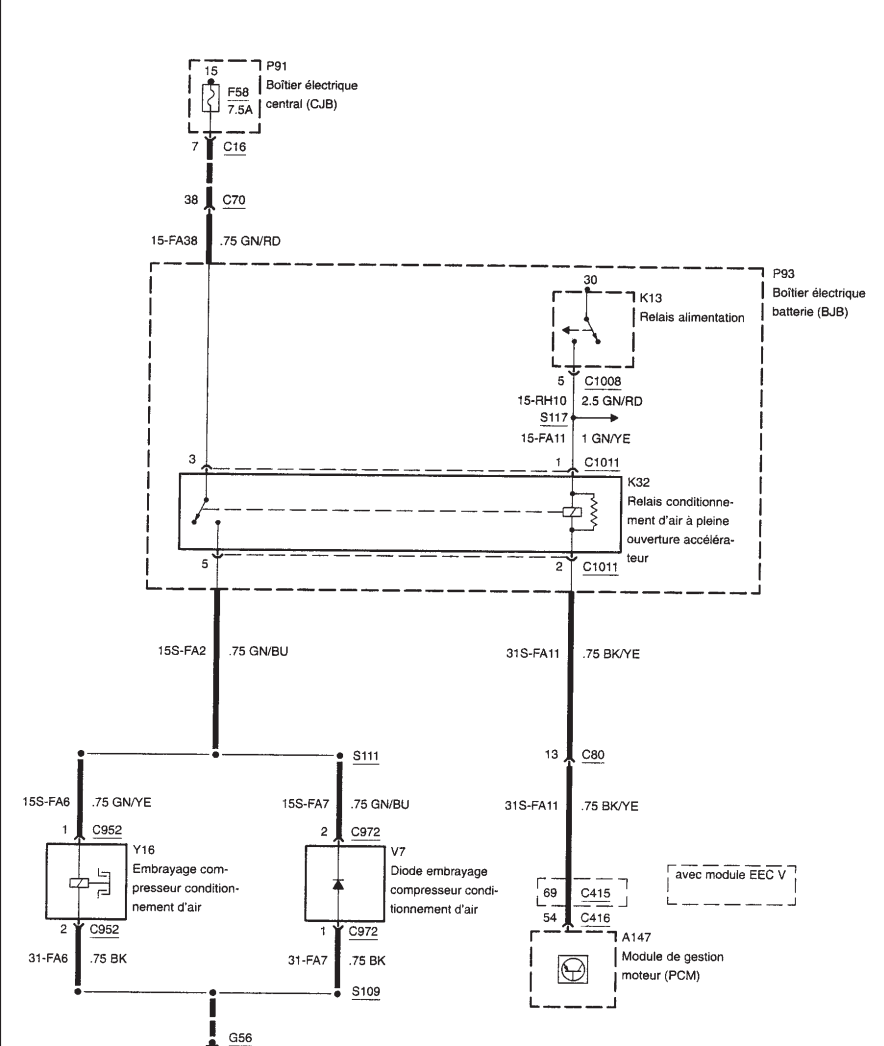 15
P91
Boîtier électrique
central (CJB)
F58
7.5A
7
C16
38
C70
15-FA38
.75 GN/RD
P93
Boîtier électrique
batterie (BJB)
30
K13
Relais alimentation
5
C1008
15-RH10
2.5 GN/RD
S117
15-FA11
1 GN/YE
3
1
C1011
K32
Relais conditionne-
ment d'air à pleine
ouverture accéléra-
teur
5
2
C1011
15S-FA2
.75 GN/BU
31S-FA11
.75 BK/YE
S111
13
C80
15S-FA6
.75 GN/YE
15S-FA7
.75 GN/BU
31S-FA11
.75 BK/YE
1
C952
2
C972
Y16
Embrayage com-
presseur condition-
nement d'air
V7
Diode embrayage
compresseur condi-
tionnement d'air
avec module EEC V
69
C415
54
C416
2
C952
1
C972
A147
Module de gestion
moteur (PCM)
31-FA6
.75 BK
31-FA7
.75 BK
S109
G56